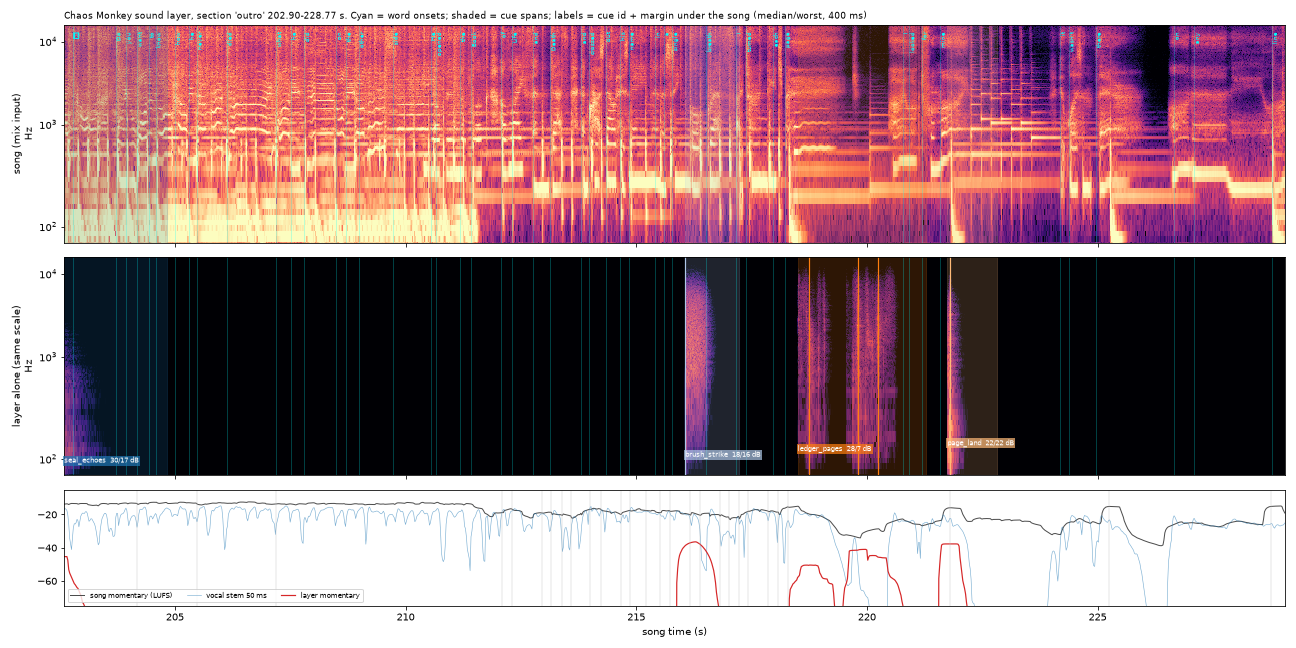 Chaos Monkey sound layer, section 'outro' 202.90-228.77 s. Cyan = word onsets; shaded = cue spans; labels = cue id + margin under the song (median/worst, 400 ms)
song (mix input)
Hz
10⁴
10³
10²
layer alone (same scale)
Hz
10⁴
10³
10²
seal_echoes 30/17 dB
brush_strike 18/16 dB
ledger_pages 28/7 dB
page_land 22/22 dB
−20
−40
−60
song momentary (LUFS)
vocal stem 50 ms
layer momentary
205
210
215
220
225
song time (s)